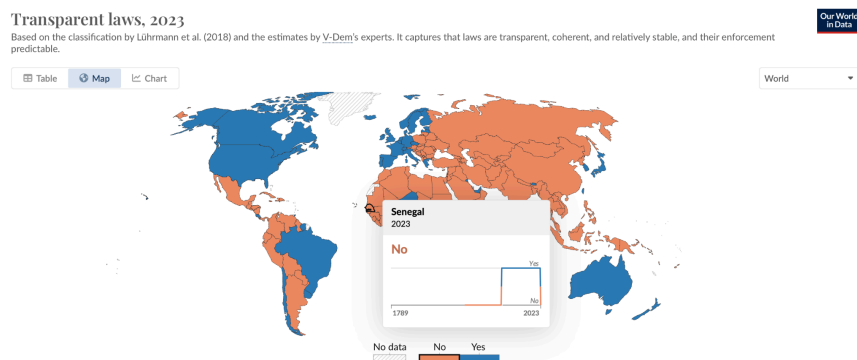 Transparent laws, 2023
Our World
in Data
Based on the classification by Lührmann et al. (2018) and the estimates by V-Dem's experts. It captures that laws are transparent, coherent, and relatively stable, and their enforcement
predictable.
Table Map Chart World
Senegal
2023
No
Yes
No
1789 2023
No data No Yes